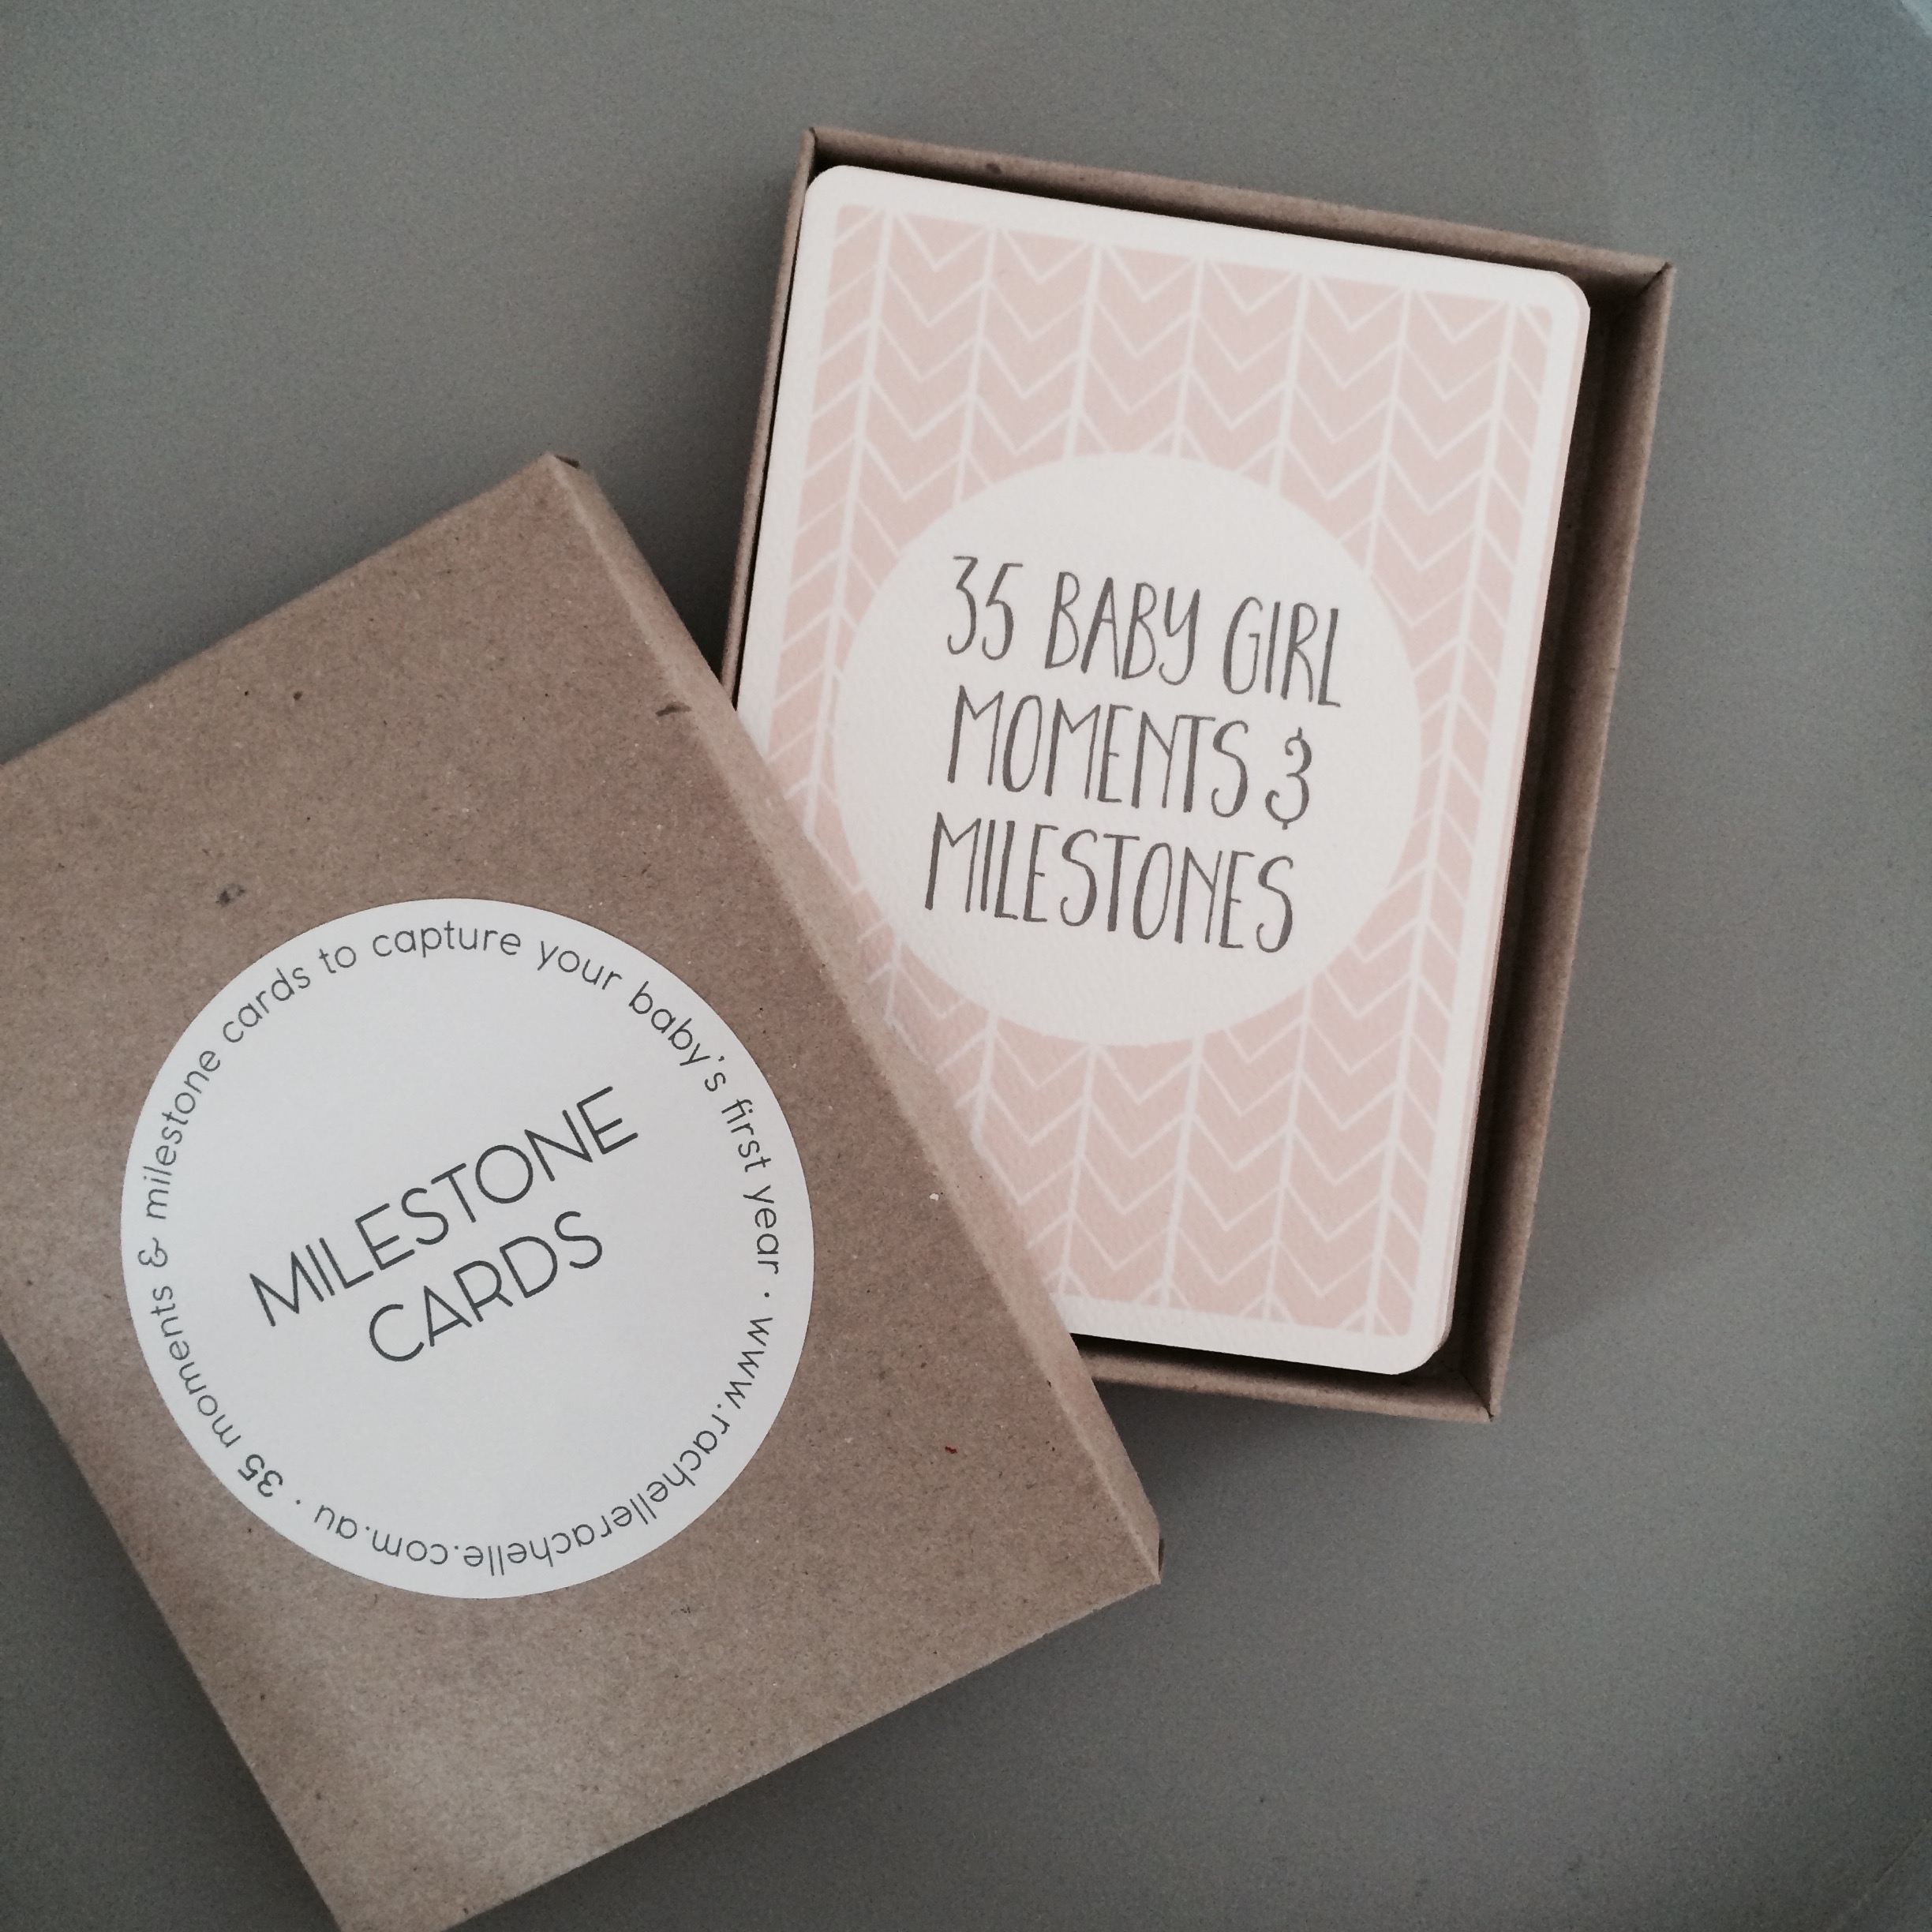 35 BABY GIRL
MOMENTS &
MILESTONES
35 moments & milestone cards to capture your baby's first year · www.rachellerachelle.com.au ·
MILESTONE
CARDS